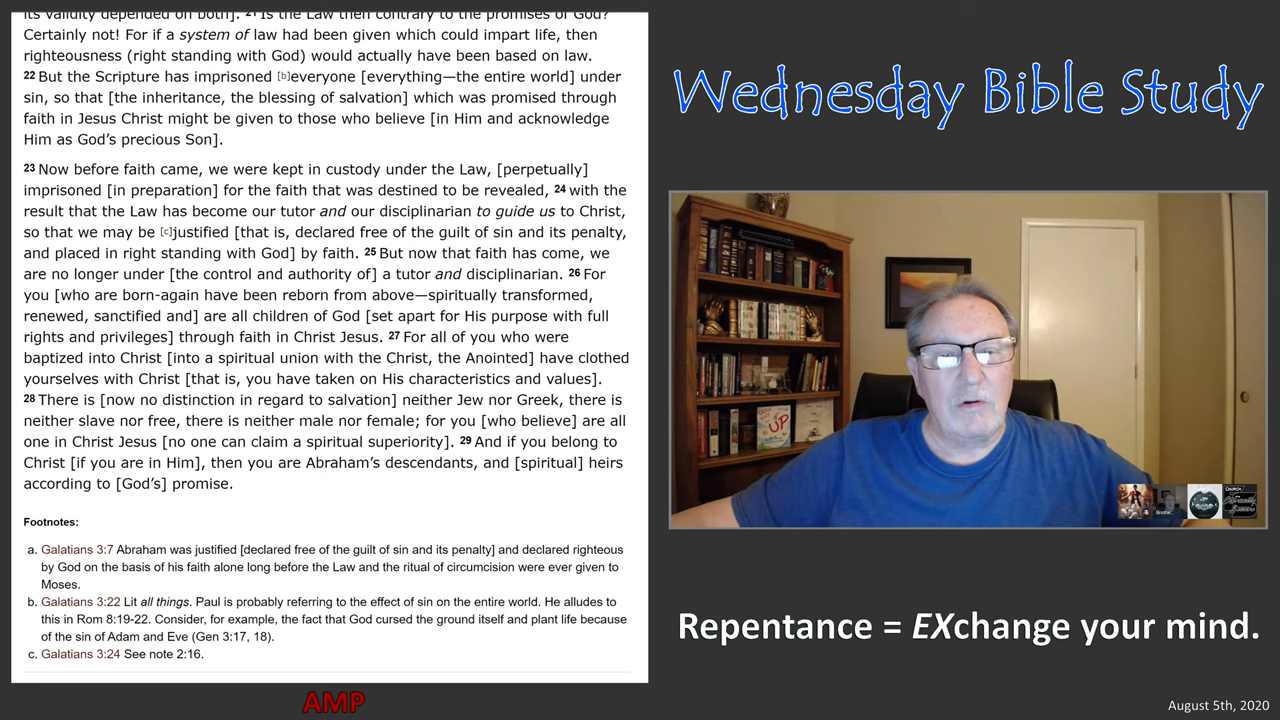 its validity depended on both]. 21 Is the Law then contrary to the promises of God?
Certainly not! For if a system of law had been given which could impart life, then
righteousness (right standing with God) would actually have been based on law.
22 But the Scripture has imprisoned [b]everyone [everything—the entire world] under
sin, so that [the inheritance, the blessing of salvation] which was promised through
faith in Jesus Christ might be given to those who believe [in Him and acknowledge
Him as God’s precious Son].
23 Now before faith came, we were kept in custody under the Law, [perpetually]
imprisoned [in preparation] for the faith that was destined to be revealed, 24 with the
result that the Law has become our tutor and our disciplinarian to guide us to Christ,
so that we may be [c]justified [that is, declared free of the guilt of sin and its penalty,
and placed in right standing with God] by faith. 25 But now that faith has come, we
are no longer under [the control and authority of] a tutor and disciplinarian. 26 For
you [who are born-again have been reborn from above—spiritually transformed,
renewed, sanctified and] are all children of God [set apart for His purpose with full
rights and privileges] through faith in Christ Jesus. 27 For all of you who were
baptized into Christ [into a spiritual union with the Christ, the Anointed] have clothed
yourselves with Christ [that is, you have taken on His characteristics and values].
28 There is [now no distinction in regard to salvation] neither Jew nor Greek, there is
neither slave nor free, there is neither male nor female; for you [who believe] are all
one in Christ Jesus [no one can claim a spiritual superiority]. 29 And if you belong to
Christ [if you are in Him], then you are Abraham’s descendants, and [spiritual] heirs
according to [God’s] promise.
Footnotes:
a. Galatians 3:7 Abraham was justified [declared free of the guilt of sin and its penalty] and declared righteous
by God on the basis of his faith alone long before the Law and the ritual of circumcision were ever given to
Moses.
b. Galatians 3:22 Lit all things. Paul is probably referring to the effect of sin on the entire world. He alludes to
this in Rom 8:19-22. Consider, for example, the fact that God cursed the ground itself and plant life because
of the sin of Adam and Eve (Gen 3:17, 18).
c. Galatians 3:24 See note 2:16.
AMP
Wednesday Bible Study
UP
CHURCH
Repentance = EXchange your mind.
August 5th, 2020